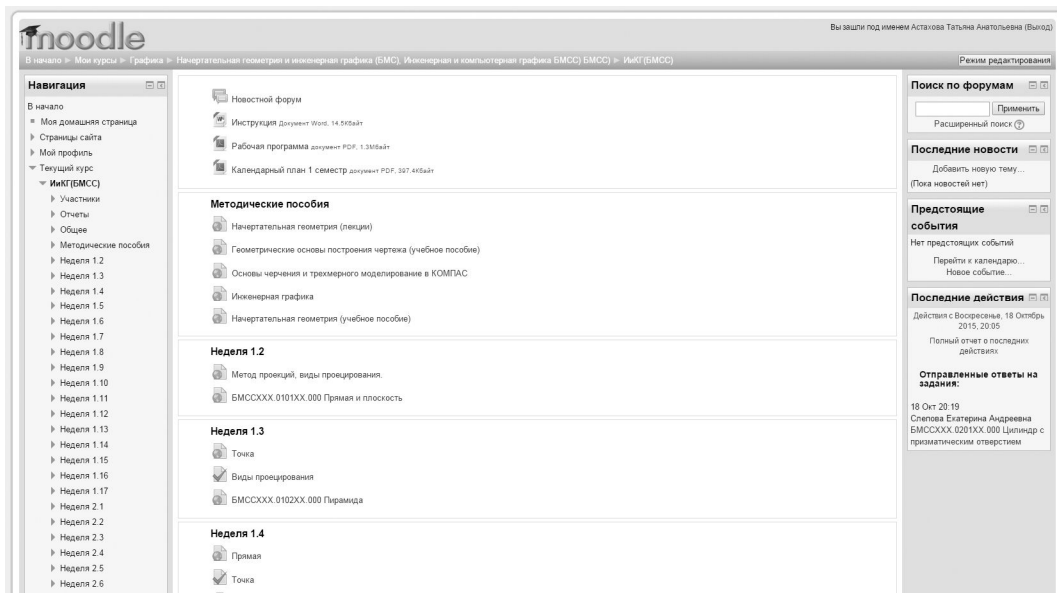 moodle
Вы зашли под именем Астахова Татьяна Анатольевна (Выход)
В начало ► Мои курсы ► Графика ► Начертательная геометрия и инженерная графика (БМС), Инженерная и компьютерная графика БМСС) БМСС) ► ИиКГ(БМСС)
Режим редактирования
Навигация
В начало
Моя домашняя страница
Страницы сайта
Мой профиль
Текущий курс
ИиКГ(БМСС)
Участники
Отчеты
Общее
Методические пособия
Неделя 1.2
Неделя 1.3
Неделя 1.4
Неделя 1.5
Неделя 1.6
Неделя 1.7
Неделя 1.8
Неделя 1.9
Неделя 1.10
Неделя 1.11
Неделя 1.12
Неделя 1.13
Неделя 1.14
Неделя 1.15
Неделя 1.16
Неделя 1.17
Неделя 2.1
Неделя 2.2
Неделя 2.3
Неделя 2.4
Неделя 2.5
Неделя 2.6
Новостной форум
Инструкция Документ Word, 14.5Кбайт
Рабочая программа документ PDF, 1.3Мбайт
Календарный план 1 семестр документ PDF, 397.4Кбайт
Методические пособия
Начертательная геометрия (лекции)
Геометрические основы построения чертежа (учебное пособие)
Основы черчения и трехмерного моделирование в КОМПАС
Инженерная графика
Начертательная геометрия (учебное пособие)
Неделя 1.2
Метод проекций, виды проецирования.
БМССХХХ.0101ХХ.000 Прямая и плоскость
Неделя 1.3
Точка
Виды проецирования
БМССХХХ.0102ХХ.000 Пирамида
Неделя 1.4
Прямая
Точка
Поиск по форумам
Применить
Расширенный поиск ?
Последние новости
Добавить новую тему...
(Пока новостей нет)
Предстоящие
события
Нет предстоящих событий
Перейти к календарю...
Новое событие...
Последние действия
Действия с Воскресенье, 18 Октябрь
2015, 20:05
Полный отчет о последних
действиях
Отправленные ответы на
задания:
18 Окт 20:19
Слепова Екатерина Андреевна
БМССХХХ.0201ХХ.000 Цилиндр с
призматическим отверстием